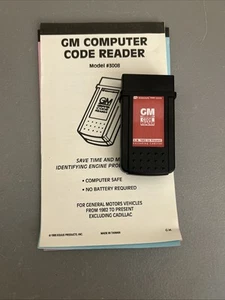 GM COMPUTER
CODE READER
Model #3008
SAVE TIME AND
IDENTIFYING ENGINE
• COMPUTER SAFE
• NO BATTERY REQUIRED
FOR GENERAL MOTORS VEHICLES
FROM 1982 TO PRESENT
EXCLUDING CADILLAC
MADE IN TAIWAN
GM
CODE